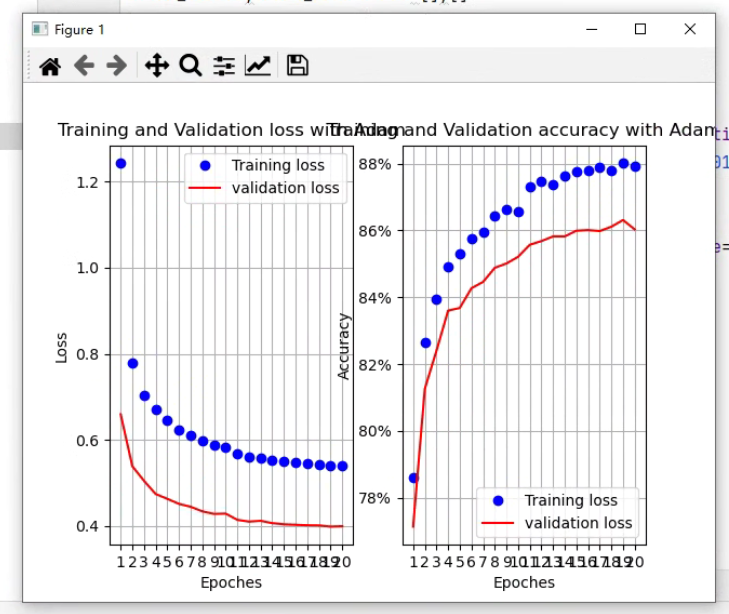 Figure 1
Training and Validation loss with Adam
Training and Validation accuracy with Adam
Training loss
validation loss
1.2
1.0
0.8
0.6
0.4
Loss
1 2 3 4 5 6 7 8 9 10 11 12 13 14 15 16 17 18 19 20
Epoches
88%
86%
84%
82%
80%
78%
Accuracy
Training loss
validation loss
1 2 3 4 5 6 7 8 9 10 11 12 13 14 15 16 17 18 19 20
Epoches
ti
01
e=